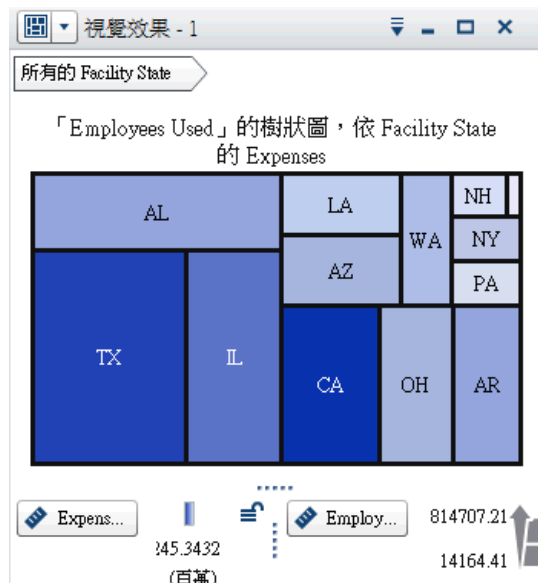 視覺效果 - 1
所有的 Facility State
「Employees Used」的樹狀圖，依 Facility State
的 Expenses
AL
LA
WA
NH
NY
AZ
PA
TX
IL
CA
OH
AR
Expens...
Employ...
814707.21
245.3432
14164.41
(百萬)